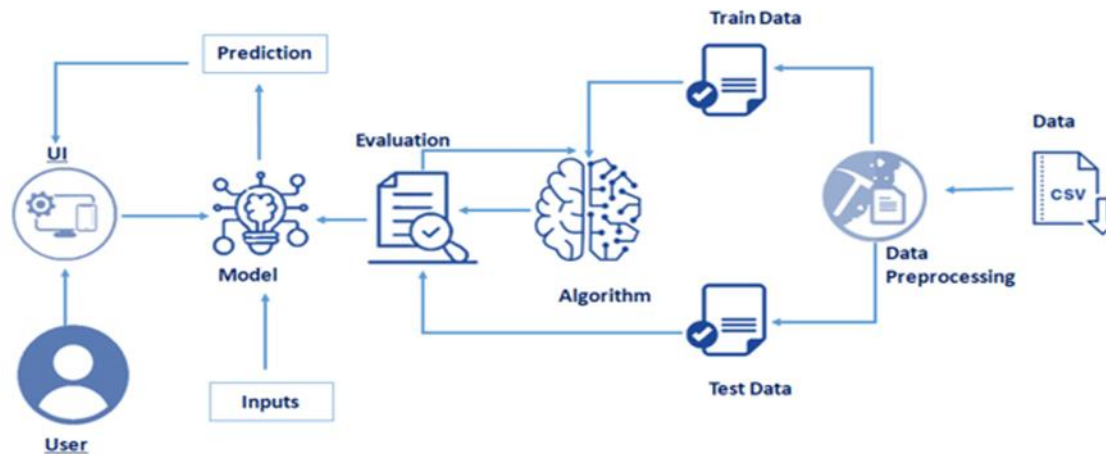 Train Data
Prediction
Evaluation
Data
UI
CSV
Model
Data
Preprocessing
Algorithm
Inputs
Test Data
User